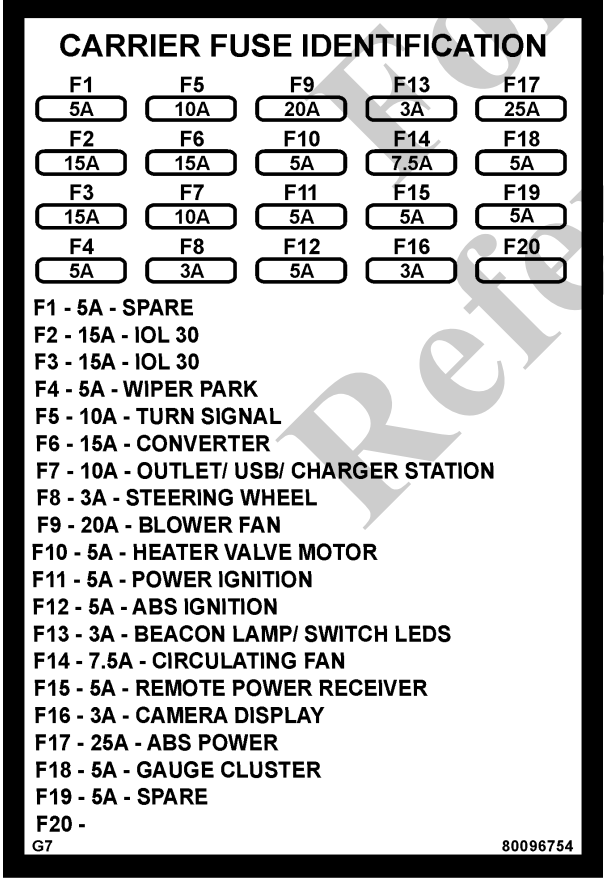 CARRIER FUSE IDENTIFICATION
F1 F5 F9 F13 F17
5A 10A 20A 3A 25A
F2 F6 F10 F14 F18
15A 15A 5A 7.5A 5A
F3 F7 F11 F15 F19
15A 10A 5A 5A 5A
F4 F8 F12 F16 F20
5A 3A 5A 3A
F1 - 5A - SPARE
F2 - 15A - IOL 30
F3 - 15A - IOL 30
F4 - 5A - WIPER PARK
F5 - 10A - TURN SIGNAL
F6 - 15A - CONVERTER
F7 - 10A - OUTLET/ USB/ CHARGER STATION
F8 - 3A - STEERING WHEEL
F9 - 20A - BLOWER FAN
F10 - 5A - HEATER VALVE MOTOR
F11 - 5A - POWER IGNITION
F12 - 5A - ABS IGNITION
F13 - 3A - BEACON LAMP/ SWITCH LEDS
F14 - 7.5A - CIRCULATING FAN
F15 - 5A - REMOTE POWER RECEIVER
F16 - 3A - CAMERA DISPLAY
F17 - 25A - ABS POWER
F18 - 5A - GAUGE CLUSTER
F19 - 5A - SPARE
F20 -
G7 80096754